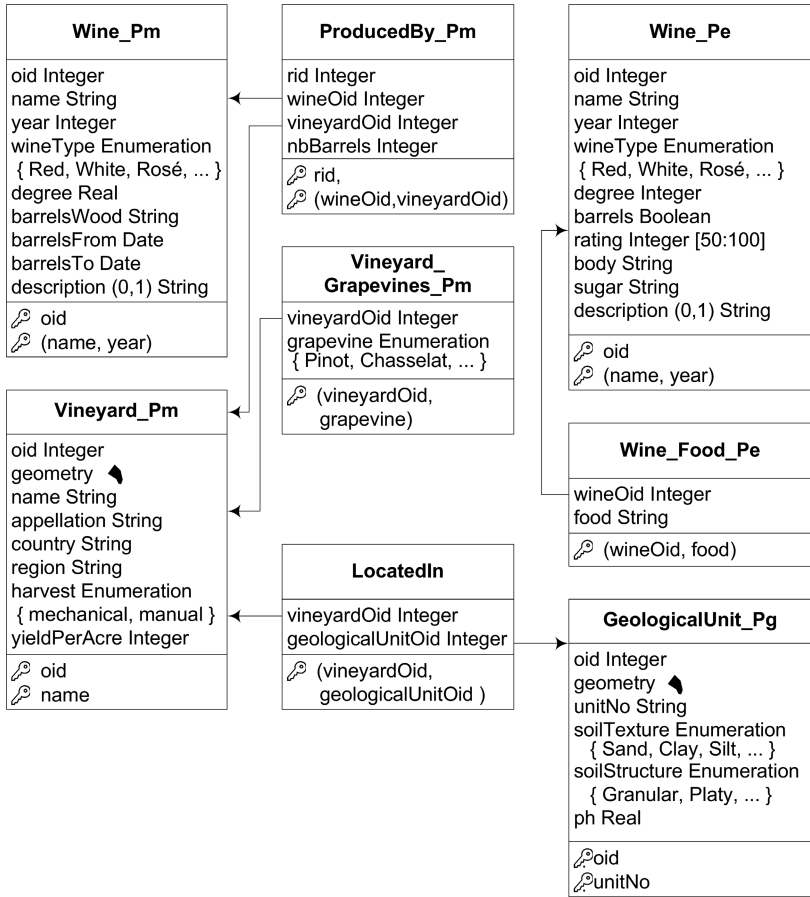 Wine_Pm
oid Integer
name String
year Integer
wineType Enumeration
{ Red, White, Rosé, ... }
degree Real
barrelsWood String
barrelsFrom Date
barrelsTo Date
description (0,1) String
oid
(name, year)
Vineyard_Pm
oid Integer
geometry
name String
appellation String
country String
region String
harvest Enumeration
{ mechanical, manual }
yieldPerAcre Integer
oid
name
ProducedBy_Pm
rid Integer
wineOid Integer
vineyardOid Integer
nbBarrels Integer
rid,
(wineOid,vineyardOid)
Vineyard_
Grapevines_Pm
vineyardOid Integer
grapevine Enumeration
{ Pinot, Chasselat, ... }
(vineyardOid,
grapevine)
LocatedIn
vineyardOid Integer
geologicalUnitOid Integer
(vineyardOid,
geologicalUnitOid )
Wine_Pe
oid Integer
name String
year Integer
wineType Enumeration
{ Red, White, Rosé, ... }
degree Integer
barrels Boolean
rating Integer [50:100]
body String
sugar String
description (0,1) String
oid
(name, year)
Wine_Food_Pe
wineOid Integer
food String
(wineOid, food)
GeologicalUnit_Pg
oid Integer
geometry
unitNo String
soilTexture Enumeration
{ Sand, Clay, Silt, ... }
soilStructure Enumeration
{ Granular, Platy, ... }
ph Real
oid
unitNo